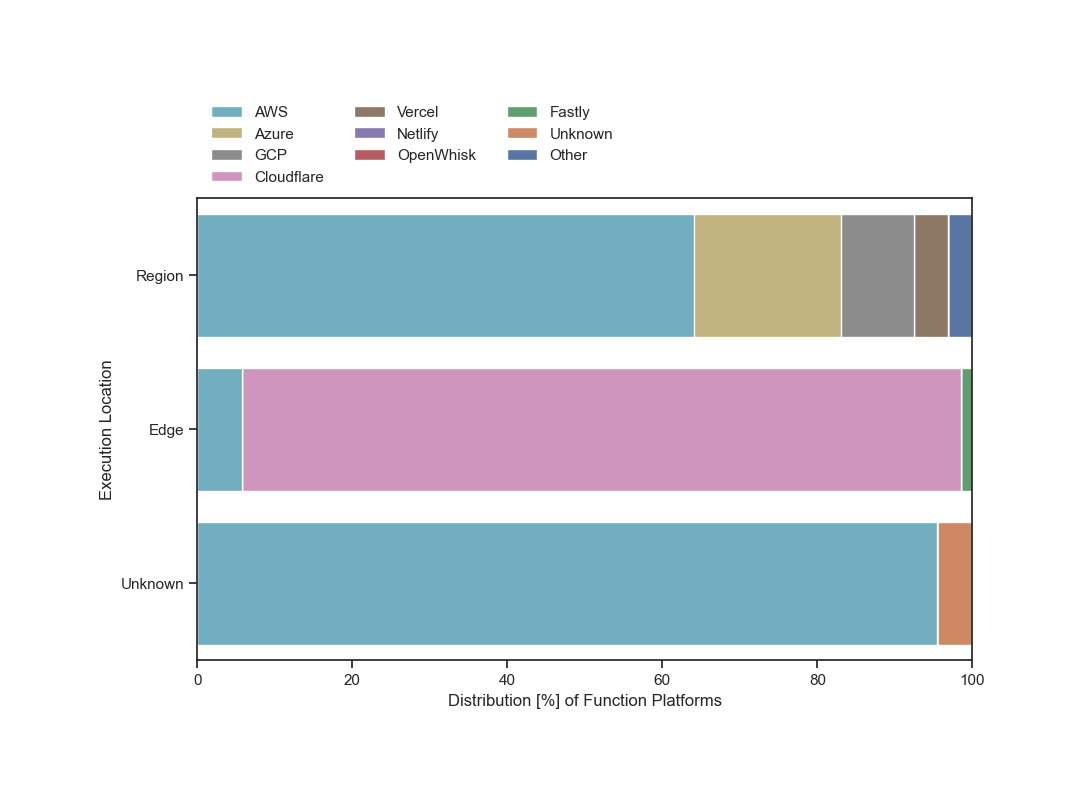 AWS
Azure
GCP
Cloudflare
Vercel
Netlify
OpenWhisk
Fastly
Unknown
Other
Execution Location
Region
Edge
Unknown
0 20 40 60 80 100
Distribution [%] of Function Platforms